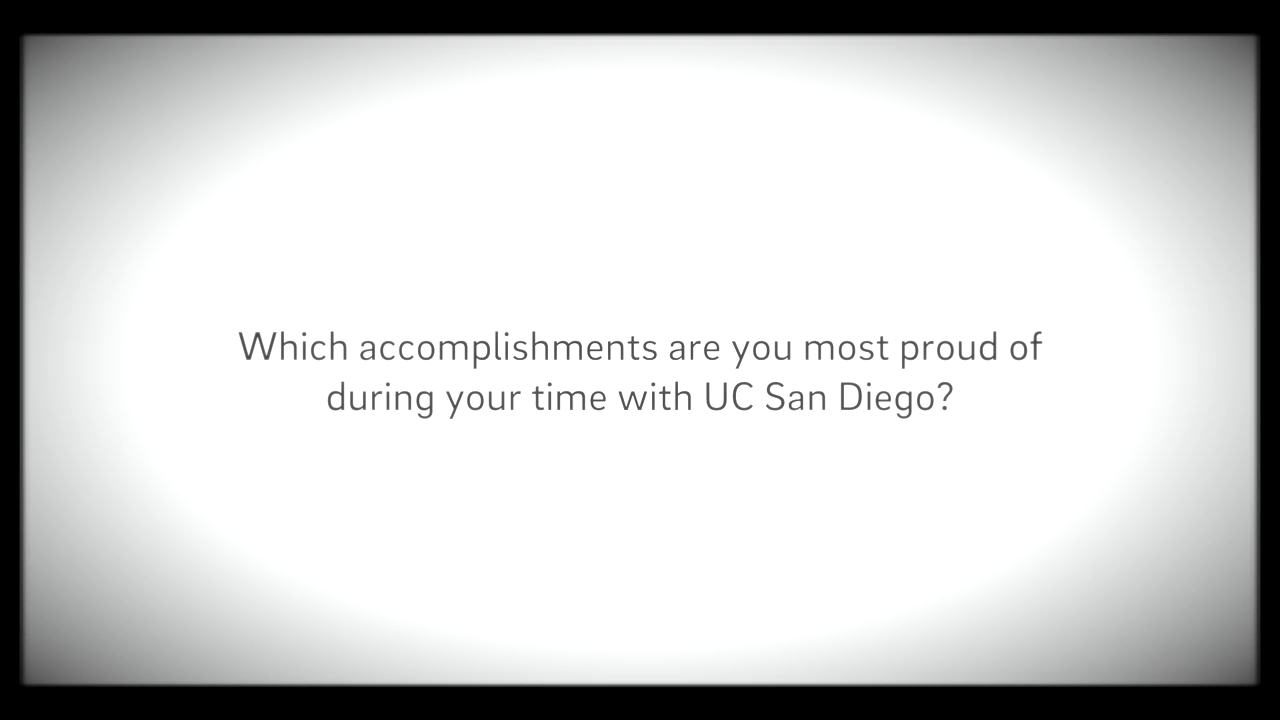 Which accomplishments are you most proud of
during your time with UC San Diego?